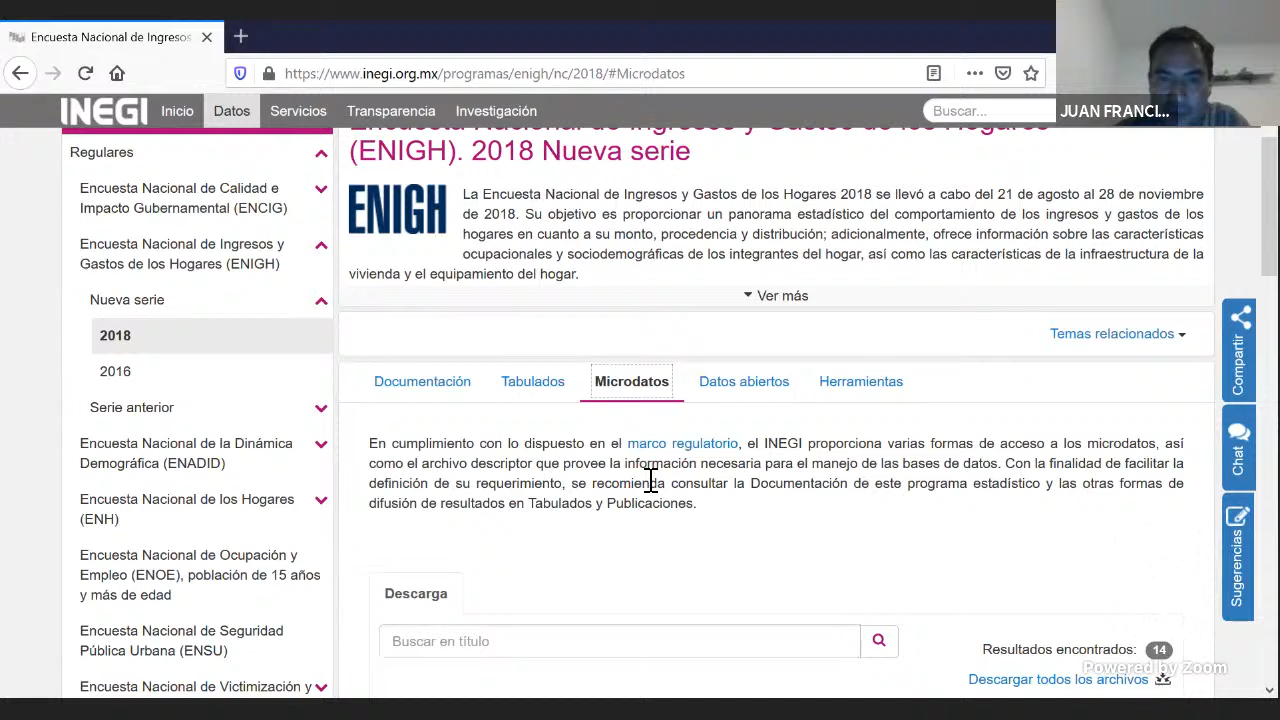 Encuesta Nacional de Ingresos
https://www.inegi.org.mx/programas/enigh/nc/2018/#Microdatos
INEGI Inicio Datos Servicios Transparencia Investigación Buscar... JUAN FRANCI...
Regulares
Encuesta Nacional de Calidad e
Impacto Gubernamental (ENCIG)
Encuesta Nacional de Ingresos y
Gastos de los Hogares (ENIGH)
Nueva serie
2018
2016
Serie anterior
Encuesta Nacional de la Dinámica
Demográfica (ENADID)
Encuesta Nacional de los Hogares
(ENH)
Encuesta Nacional de Ocupación y
Empleo (ENOE), población de 15 años
y más de edad
Encuesta Nacional de Seguridad
Pública Urbana (ENSU)
Encuesta Nacional de Victimización y
Encuesta Nacional de Ingresos y Gastos de los Hogares
(ENIGH). 2018 Nueva serie
ENIGH
La Encuesta Nacional de Ingresos y Gastos de los Hogares 2018 se llevó a cabo del 21 de agosto al 28 de noviembre
de 2018. Su objetivo es proporcionar un panorama estadístico del comportamiento de los ingresos y gastos de los
hogares en cuanto a su monto, procedencia y distribución; adicionalmente, ofrece información sobre las características
ocupacionales y sociodemográficas de los integrantes del hogar, así como las características de la infraestructura de la
vivienda y el equipamiento del hogar.
Ver más
Temas relacionados
Documentación Tabulados Microdatos Datos abiertos Herramientas
En cumplimiento con lo dispuesto en el marco regulatorio, el INEGI proporciona varias formas de acceso a los microdatos, así
como el archivo descriptor que provee la información necesaria para el manejo de las bases de datos. Con la finalidad de facilitar la
definición de su requerimiento, se recomienda consultar la Documentación de este programa estadístico y las otras formas de
difusión de resultados en Tabulados y Publicaciones.
Descarga
Buscar en título
Resultados encontrados: 14
Descargar todos los archivos
Compartir
Chat
Sugerencias
Powered by Zoom